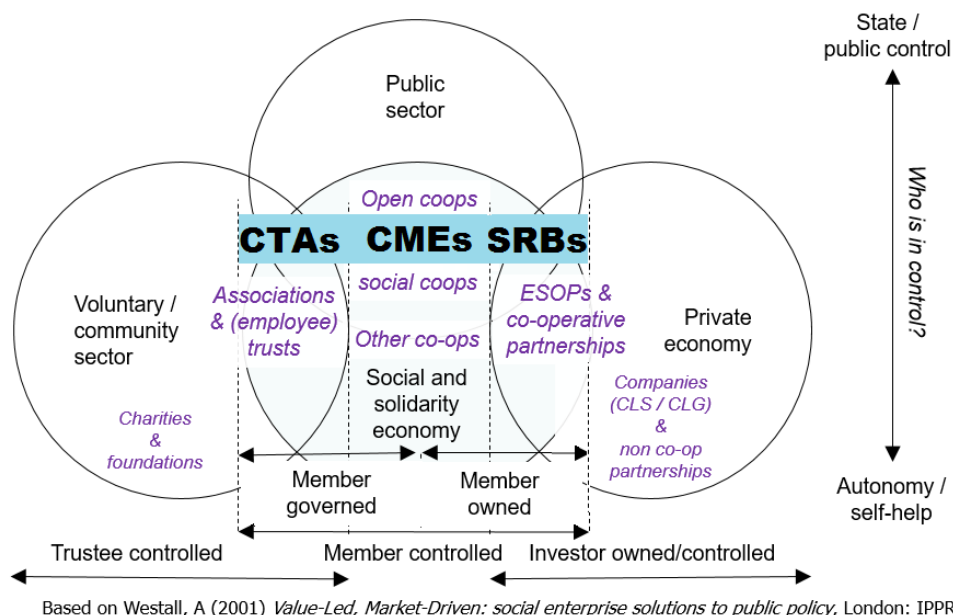 State /
public control
Public
sector
Who is in control?
Open coops
CTAs CMEs SRBs
social coops
Associations
& (employee)
trusts
ESOPs &
co-operative
partnerships
Voluntary /
community
sector
Private
economy
Other co-ops
Social and
solidarity
economy
Companies
(CLS / CLG)
&
non co-op
partnerships
Charities
&
foundations
Member
governed
Member
owned
Autonomy /
self-help
Trustee controlled
Member controlled
Investor owned/controlled
Based on Westall, A (2001) Value-Led, Market-Driven: social enterprise solutions to public policy, London: IPPR